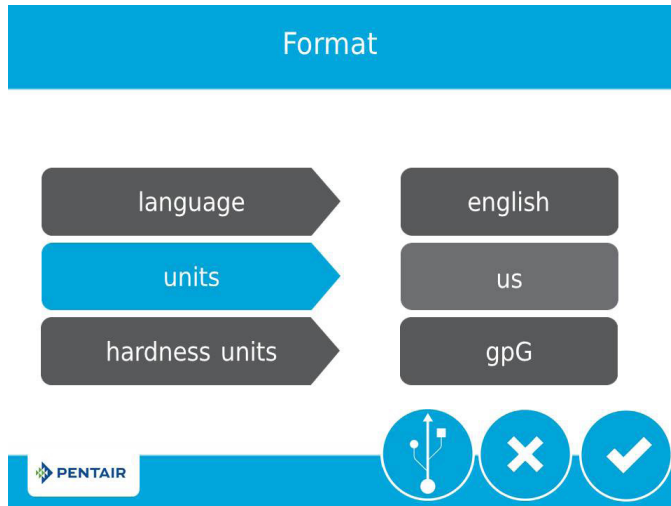 Format
language
english
units
us
hardness units
gpG
PENTAIR